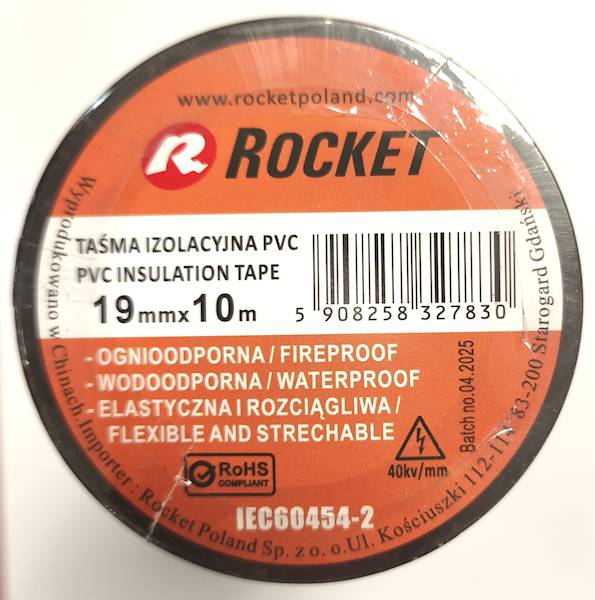 www.rocketpoland.com
R ROCKET
TAŚMA IZOLACYJNA PVC
PVC INSULATION TAPE
19mmx10m
5 908258 327830
- OGNIOODPORNA / FIREPROOF
- WODOODPORNA / WATERPROOF
- ELASTYCZNA I ROZCIĄGLIWA /
FLEXIBLE AND STRECHABLE
RoHS
COMPLIANT
40kv/mm
Batch no.04.2025
IEC60454-2
Wyprodukowano w Chinach.Importer : Rocket Poland Sp. z o. o.Ul. Kościuszki 83-200 Starogard Gdański